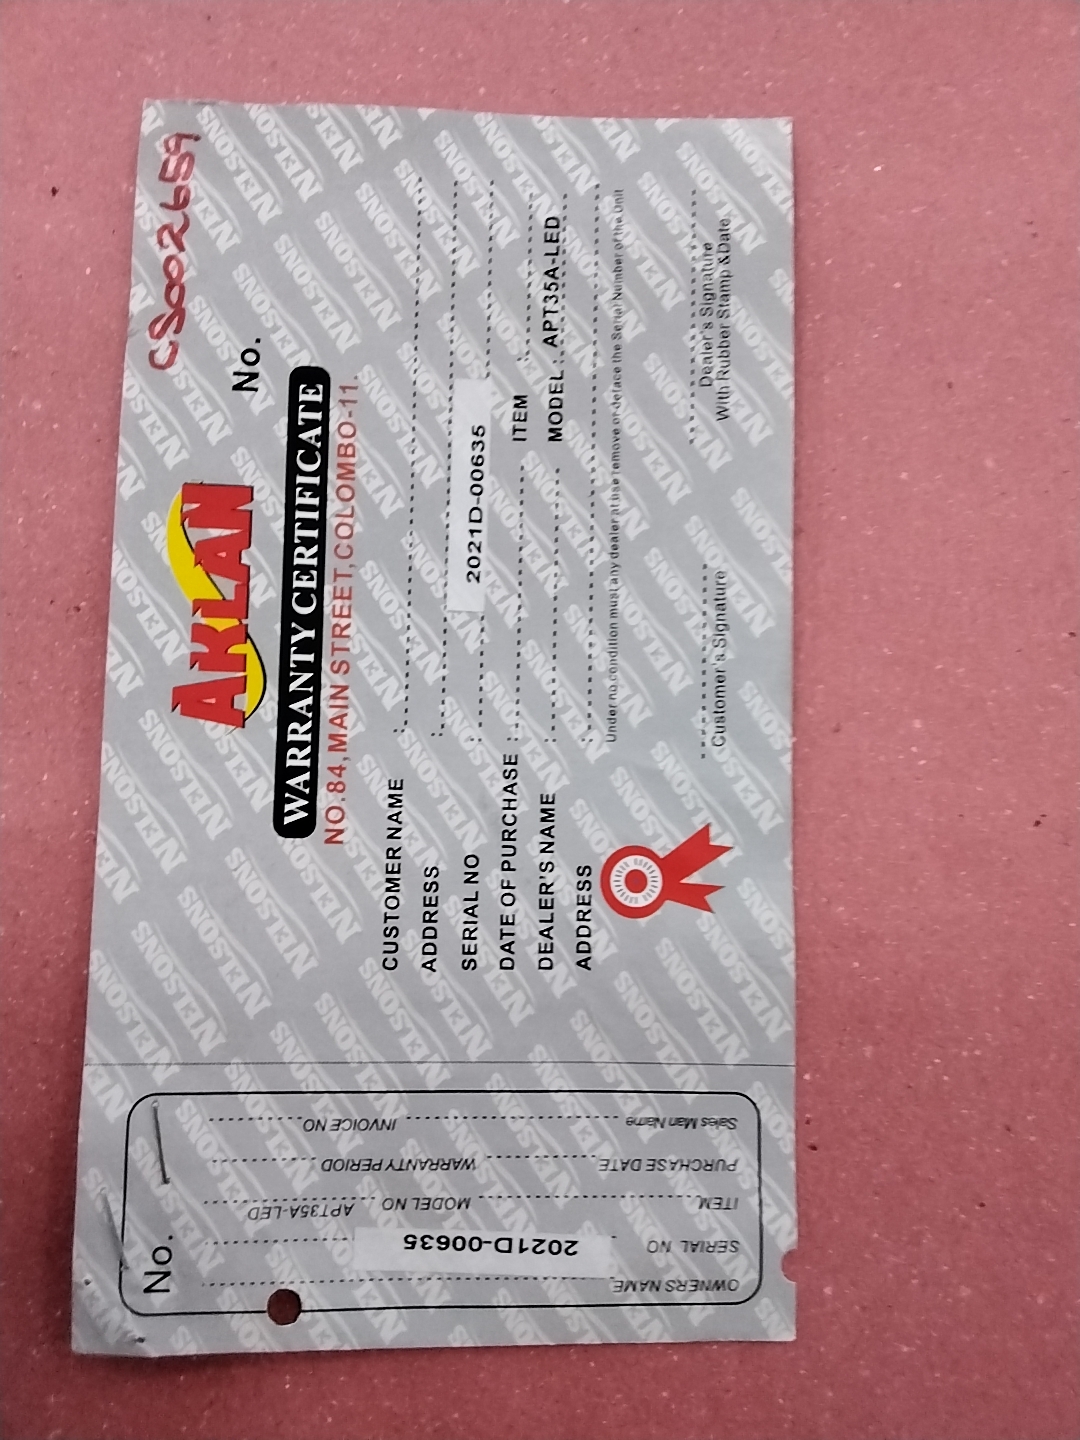 CS002659
AKLAN
No.
WARRANTY CERTIFICATE
NO.84,MAIN STREET,COLOMBO-11.
CUSTOMER NAME :
ADDRESS :
SERIAL NO : 2021D-00635
DATE OF PURCHASE : ITEM :
DEALER'S NAME : MODEL : APT35A-LED
ADDRESS :
Under no condition must any dealer at use remove or deface the Serial Number of the Unit
Customer's Signature
Dealer's Signature
With Rubber Stamp & Date
No.
OWNERS NAME
SERIAL NO 2021D-00635
ITEM MODEL NO APT35A-LED
PURCHASE DATE WARRANTY PERIOD
Sales Man Name INVOICE NO
NELSONS